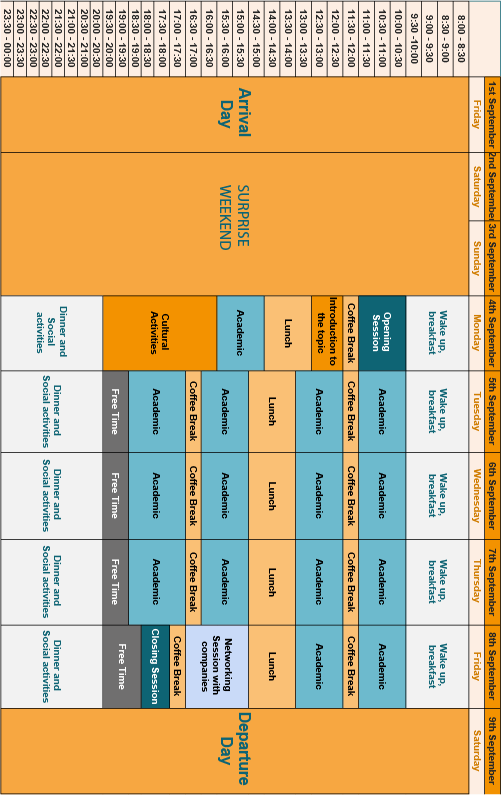 1st September
2nd September
3rd September
4th September
5th September
6th September
7th September
8th September
9th September
Friday
Saturday
Sunday
Monday
Tuesday
Wednesday
Thursday
Friday
Saturday
8:00 - 8:30
8:30 - 9:00
9:00 - 9:30
9:30 -10:00
10:00 - 10:30
10:30 - 11:00
11:00 - 11:30
11:30 - 12:00
12:00 - 12:30
12:30 - 13:00
13:00 - 13:30
13:30 - 14:00
14:00 - 14:30
14:30 - 15:00
15:00 - 15:30
15:30 - 16:00
16:00 - 16:30
16:30 - 17:00
17:00 - 17:30
17:30 - 18:00
18:00 - 18:30
18:30 - 19:00
19:00 - 19:30
19:30 - 20:00
20:00 - 20:30
20:30 - 21:00
21:00 - 21:30
21:30 - 22:00
22:00 - 22:30
22:30 - 23:00
23:00 - 23:30
23:30 - 00:00
Arrival
Day
SURPRISE
WEEKEND
Wake up,
breakfast
Opening
Session
Coffee Break
Introduction to
the topic
Lunch
Academic
Cultural
Activities
Dinner and
Social
activities
Wake up,
breakfast
Academic
Coffee Break
Academic
Lunch
Academic
Coffee Break
Academic
Free Time
Dinner and
Social activities
Wake up,
breakfast
Academic
Coffee Break
Academic
Lunch
Academic
Coffee Break
Academic
Free Time
Dinner and
Social activities
Wake up,
breakfast
Academic
Coffee Break
Academic
Lunch
Academic
Coffee Break
Academic
Free Time
Dinner and
Social activities
Wake up,
breakfast
Academic
Coffee Break
Academic
Lunch
Networking
Session with
companies
Coffee Break
Closing Session
Free Time
Dinner and
Social activities
Departure
Day